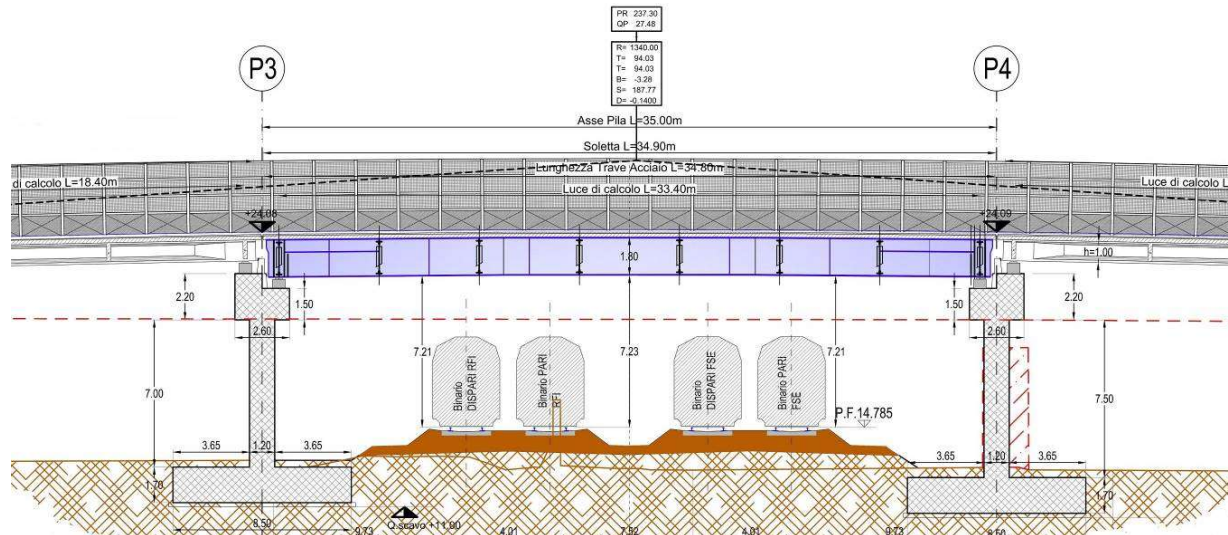 PR 237.30
QP 27.48
R= 1340.00
T= 94.03
T= 94.03
B= -3.28
S= 187.77
D= -0.1400
P3
P4
Asse Pila L=35.00m
Soletta L=34.90m
Lunghezza Trave Acciaio L=34.80m
di calcolo L=18.40m
Luce di calcolo L=33.40m
Luce di calcolo L
+24.08
+24.09
1.80
h=1.00
2.20
1.50
1.50
2.20
2.60
2.60
7.21
7.23
7.21
Binario
DISPARI RFI
Binario PARI
RFI
Binario
DISPARI FSE
Binario PARI
FSE
7.00
7.50
P.F.14.785
3.65
1.20
3.65
3.65
1.20
3.65
1.70
1.70
8.50
Q.scavo +11.00
9.73
4.01
7.52
4.01
9.73
8.50